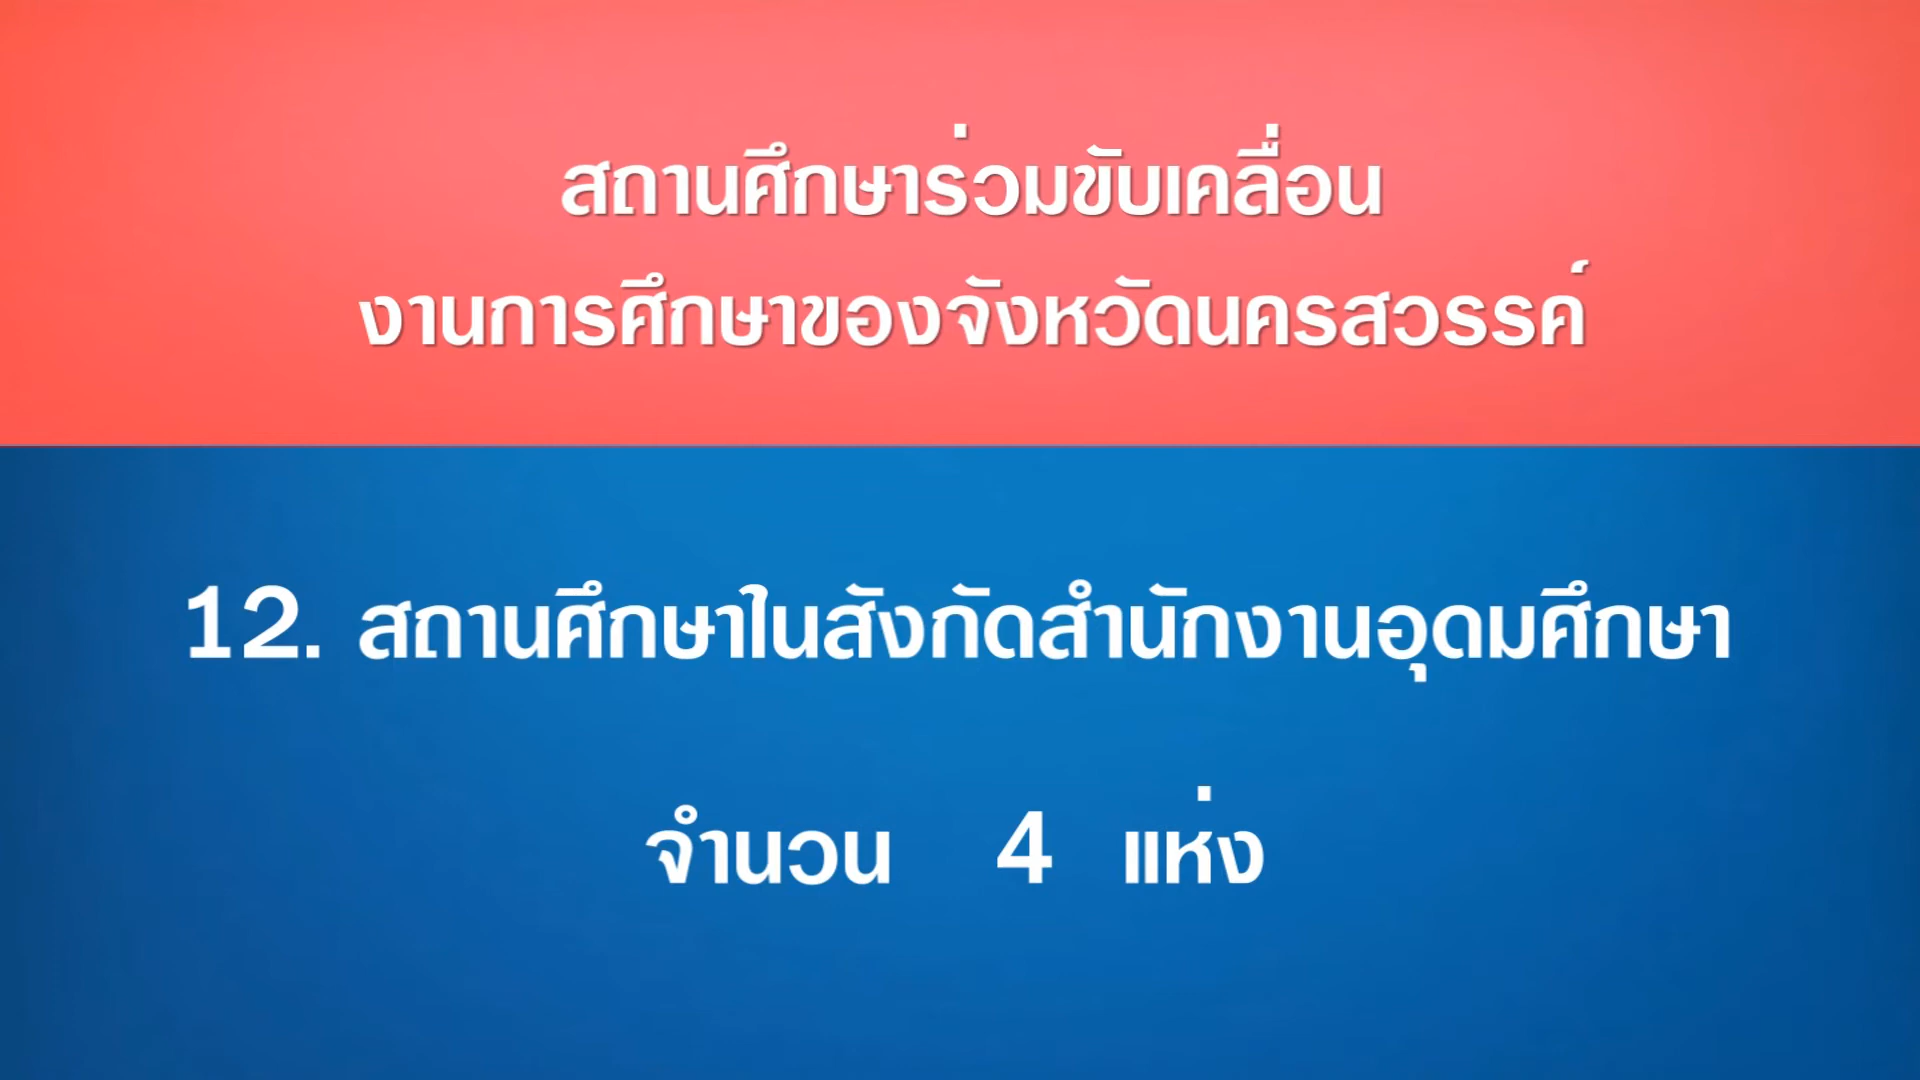 สถานศึกษาร่วมขับเคลื่อน
งานการศึกษาของจังหวัดนครสวรรค์
12. สถานศึกษาในสังกัดสำนักงานอุดมศึกษา
จำนวน 4 แห่ง